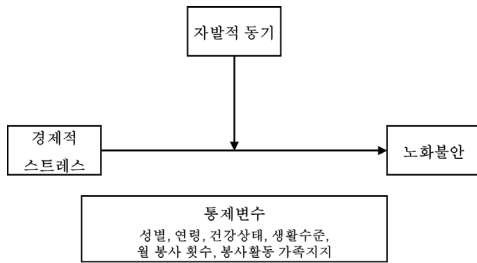 자발적 동기
경제적
스트레스
노화불안
통제변수
성별, 연령, 건강상태, 생활수준,
월 봉사 횟수, 봉사활동 가족지지